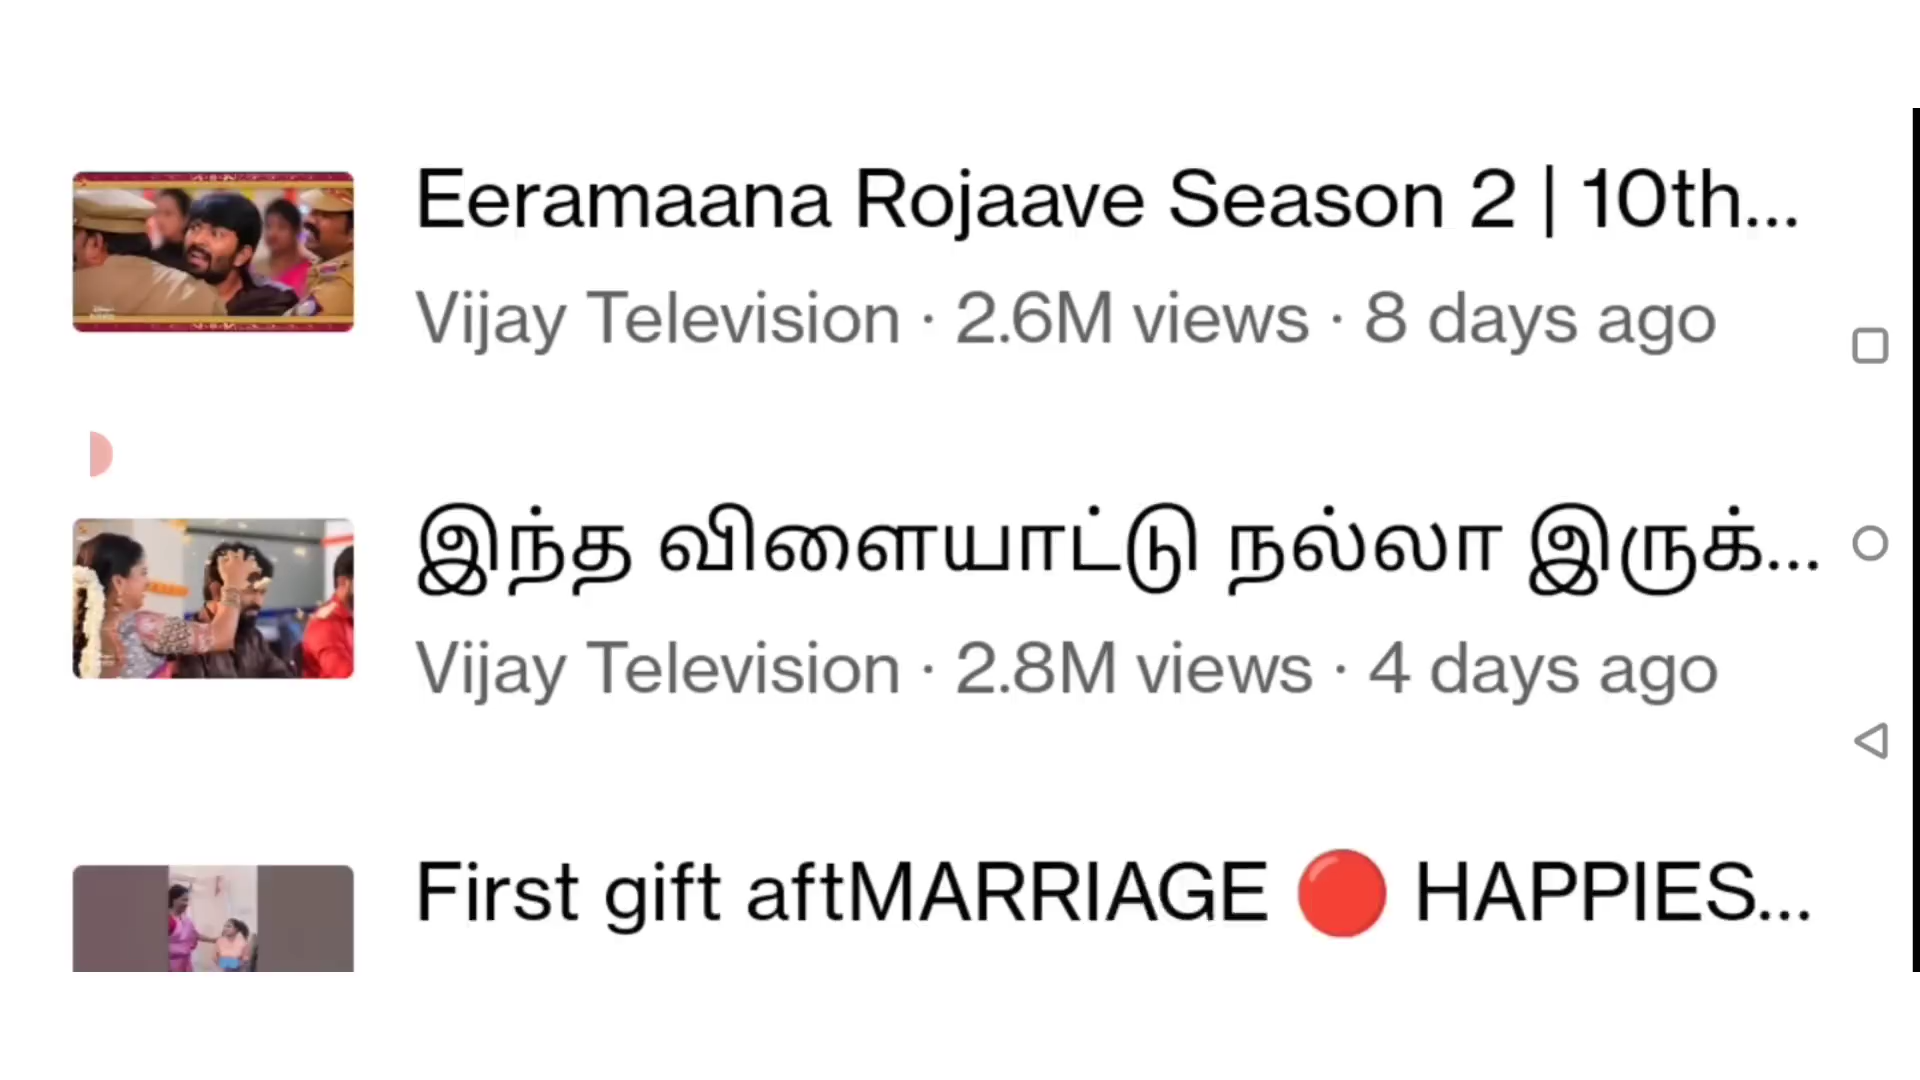 Eeramaana Rojaave Season 2 | 10th...
Vijay Television · 2.6M views · 8 days ago
இந்த விளையாட்டு நல்லா இருக்...
Vijay Television · 2.8M views · 4 days ago
First gift aftMARRIAGE 🔴 HAPPIES...